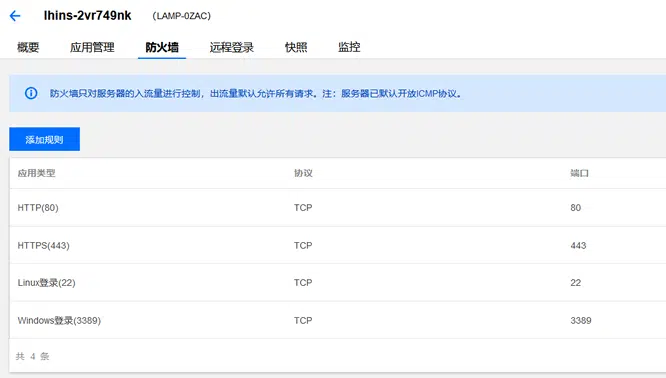 lhins-2vr749nk （LAMP-0ZAC）
概要 应用管理 防火墙 远程登录 快照 监控
防火墙只对服务器的入流量进行控制，出流量默认允许所有请求。注：服务器已默认开放ICMP协议。
添加规则
应用类型 协议 端口
HTTP(80) TCP 80
HTTPS(443) TCP 443
Linux登录(22) TCP 22
Windows登录(3389) TCP 3389
共 4 条